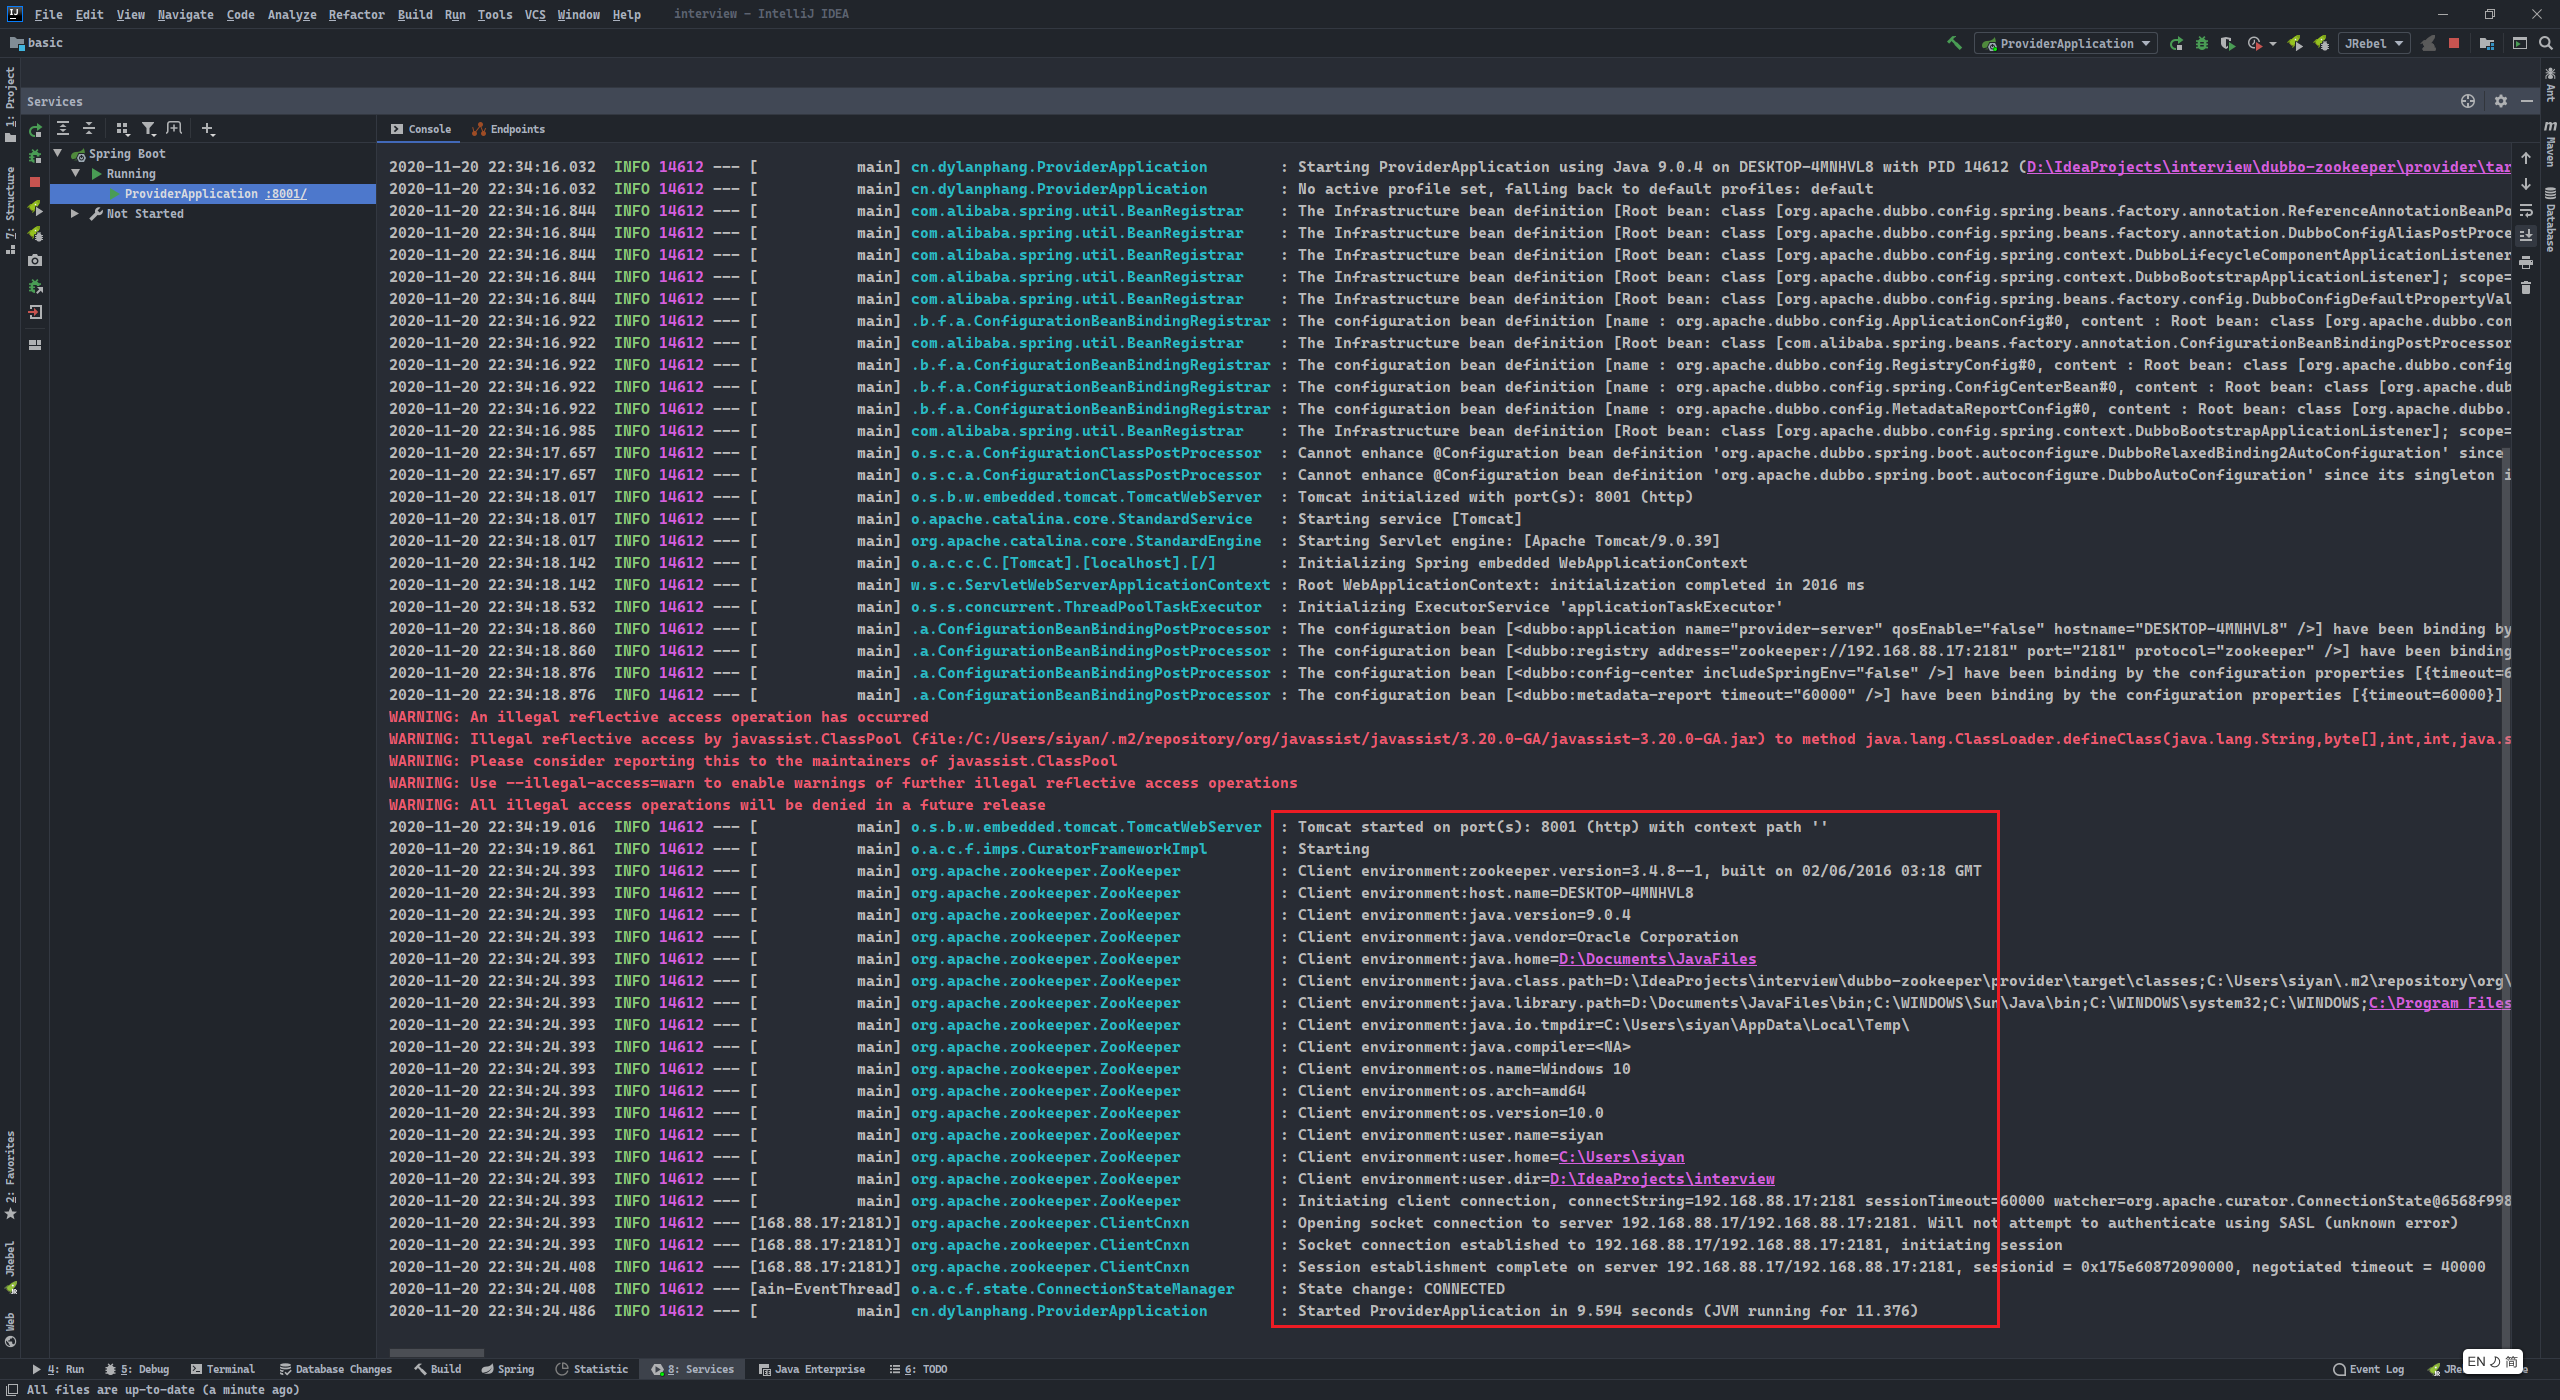 File Edit View Navigate Code Analyze Refactor Build Run Tools VCS Window Help interview - IntelliJ IDEA
basic
ProviderApplication
JRebel
Services
Console Endpoints
Spring Boot
Running
ProviderApplication :8001/
Not Started
2020-11-20 22:34:16.032 INFO 14612 --- [ main] cn.dylanphang.ProviderApplication : Starting ProviderApplication using Java 9.0.4 on DESKTOP-4MNHVL8 with PID 14612 (D:\IdeaProjects\interview\dubbo-zookeeper\provider\tar
2020-11-20 22:34:16.032 INFO 14612 --- [ main] cn.dylanphang.ProviderApplication : No active profile set, falling back to default profiles: default
2020-11-20 22:34:16.844 INFO 14612 --- [ main] com.alibaba.spring.util.BeanRegistrar : The Infrastructure bean definition [Root bean: class [org.apache.dubbo.config.spring.beans.factory.annotation.ReferenceAnnotationBeanPo
2020-11-20 22:34:16.844 INFO 14612 --- [ main] com.alibaba.spring.util.BeanRegistrar : The Infrastructure bean definition [Root bean: class [org.apache.dubbo.config.spring.beans.factory.annotation.DubboConfigAliasPostProce
2020-11-20 22:34:16.844 INFO 14612 --- [ main] com.alibaba.spring.util.BeanRegistrar : The Infrastructure bean definition [Root bean: class [org.apache.dubbo.config.spring.context.DubboLifecycleComponentApplicationListener
2020-11-20 22:34:16.844 INFO 14612 --- [ main] com.alibaba.spring.util.BeanRegistrar : The Infrastructure bean definition [Root bean: class [org.apache.dubbo.config.spring.context.DubboBootstrapApplicationListener]; scope=
2020-11-20 22:34:16.844 INFO 14612 --- [ main] com.alibaba.spring.util.BeanRegistrar : The Infrastructure bean definition [Root bean: class [org.apache.dubbo.config.spring.beans.factory.config.DubboConfigDefaultPropertyVal
2020-11-20 22:34:16.922 INFO 14612 --- [ main] .b.f.a.ConfigurationBeanBindingRegistrar : The configuration bean definition [name : org.apache.dubbo.config.ApplicationConfig#0, content : Root bean: class [org.apache.dubbo.con
2020-11-20 22:34:16.922 INFO 14612 --- [ main] com.alibaba.spring.util.BeanRegistrar : The Infrastructure bean definition [Root bean: class [com.alibaba.spring.beans.factory.annotation.ConfigurationBeanBindingPostProcessor
2020-11-20 22:34:16.922 INFO 14612 --- [ main] .b.f.a.ConfigurationBeanBindingRegistrar : The configuration bean definition [name : org.apache.dubbo.config.RegistryConfig#0, content : Root bean: class [org.apache.dubbo.config
2020-11-20 22:34:16.922 INFO 14612 --- [ main] .b.f.a.ConfigurationBeanBindingRegistrar : The configuration bean definition [name : org.apache.dubbo.config.spring.ConfigCenterBean#0, content : Root bean: class [org.apache.dub
2020-11-20 22:34:16.922 INFO 14612 --- [ main] .b.f.a.ConfigurationBeanBindingRegistrar : The configuration bean definition [name : org.apache.dubbo.config.MetadataReportConfig#0, content : Root bean: class [org.apache.dubbo.
2020-11-20 22:34:16.985 INFO 14612 --- [ main] com.alibaba.spring.util.BeanRegistrar : The Infrastructure bean definition [Root bean: class [org.apache.dubbo.config.spring.context.DubboBootstrapApplicationListener]; scope=
2020-11-20 22:34:17.657 INFO 14612 --- [ main] o.s.c.a.ConfigurationClassPostProcessor : Cannot enhance @Configuration bean definition 'org.apache.dubbo.spring.boot.autoconfigure.DubboRelaxedBinding2AutoConfiguration' since
2020-11-20 22:34:17.657 INFO 14612 --- [ main] o.s.c.a.ConfigurationClassPostProcessor : Cannot enhance @Configuration bean definition 'org.apache.dubbo.spring.boot.autoconfigure.DubboAutoConfiguration' since its singleton i
2020-11-20 22:34:18.017 INFO 14612 --- [ main] o.s.b.w.embedded.tomcat.TomcatWebServer : Tomcat initialized with port(s): 8001 (http)
2020-11-20 22:34:18.017 INFO 14612 --- [ main] o.apache.catalina.core.StandardService : Starting service [Tomcat]
2020-11-20 22:34:18.017 INFO 14612 --- [ main] org.apache.catalina.core.StandardEngine : Starting Servlet engine: [Apache Tomcat/9.0.39]
2020-11-20 22:34:18.142 INFO 14612 --- [ main] o.a.c.c.C.[Tomcat].[localhost].[/] : Initializing Spring embedded WebApplicationContext
2020-11-20 22:34:18.142 INFO 14612 --- [ main] w.s.c.ServletWebServerApplicationContext : Root WebApplicationContext: initialization completed in 2016 ms
2020-11-20 22:34:18.532 INFO 14612 --- [ main] o.s.s.concurrent.ThreadPoolTaskExecutor : Initializing ExecutorService 'applicationTaskExecutor'
2020-11-20 22:34:18.860 INFO 14612 --- [ main] .a.ConfigurationBeanBindingPostProcessor : The configuration bean [<dubbo:application name="provider-server" qosEnable="false" hostname="DESKTOP-4MNHVL8" />] have been binding by
2020-11-20 22:34:18.860 INFO 14612 --- [ main] .a.ConfigurationBeanBindingPostProcessor : The configuration bean [<dubbo:registry address="zookeeper://192.168.88.17:2181" port="2181" protocol="zookeeper" />] have been binding
2020-11-20 22:34:18.876 INFO 14612 --- [ main] .a.ConfigurationBeanBindingPostProcessor : The configuration bean [<dubbo:config-center includeSpringEnv="false" />] have been binding by the configuration properties [{timeout=6
2020-11-20 22:34:18.876 INFO 14612 --- [ main] .a.ConfigurationBeanBindingPostProcessor : The configuration bean [<dubbo:metadata-report timeout="60000" />] have been binding by the configuration properties [{timeout=60000}]
WARNING: An illegal reflective access operation has occurred
WARNING: Illegal reflective access by javassist.ClassPool (file:/C:/Users/siyan/.m2/repository/org/javassist/javassist/3.20.0-GA/javassist-3.20.0-GA.jar) to method java.lang.ClassLoader.defineClass(java.lang.String,byte[],int,int,java.s
WARNING: Please consider reporting this to the maintainers of javassist.ClassPool
WARNING: Use --illegal-access=warn to enable warnings of further illegal reflective access operations
WARNING: All illegal access operations will be denied in a future release
2020-11-20 22:34:19.016 INFO 14612 --- [ main] o.s.b.w.embedded.tomcat.TomcatWebServer : Tomcat started on port(s): 8001 (http) with context path ''
2020-11-20 22:34:19.861 INFO 14612 --- [ main] o.a.c.f.imps.CuratorFrameworkImpl : Starting
2020-11-20 22:34:24.393 INFO 14612 --- [ main] org.apache.zookeeper.ZooKeeper : Client environment:zookeeper.version=3.4.8--1, built on 02/06/2016 03:18 GMT
2020-11-20 22:34:24.393 INFO 14612 --- [ main] org.apache.zookeeper.ZooKeeper : Client environment:host.name=DESKTOP-4MNHVL8
2020-11-20 22:34:24.393 INFO 14612 --- [ main] org.apache.zookeeper.ZooKeeper : Client environment:java.version=9.0.4
2020-11-20 22:34:24.393 INFO 14612 --- [ main] org.apache.zookeeper.ZooKeeper : Client environment:java.vendor=Oracle Corporation
2020-11-20 22:34:24.393 INFO 14612 --- [ main] org.apache.zookeeper.ZooKeeper : Client environment:java.home=D:\Documents\JavaFiles
2020-11-20 22:34:24.393 INFO 14612 --- [ main] org.apache.zookeeper.ZooKeeper : Client environment:java.class.path=D:\IdeaProjects\interview\dubbo-zookeeper\provider\target\classes;C:\Users\siyan\.m2\repository\org\
2020-11-20 22:34:24.393 INFO 14612 --- [ main] org.apache.zookeeper.ZooKeeper : Client environment:java.library.path=D:\Documents\JavaFiles\bin;C:\WINDOWS\Sun\Java\bin;C:\WINDOWS\system32;C:\WINDOWS;C:\Program Files
2020-11-20 22:34:24.393 INFO 14612 --- [ main] org.apache.zookeeper.ZooKeeper : Client environment:java.io.tmpdir=C:\Users\siyan\AppData\Local\Temp\
2020-11-20 22:34:24.393 INFO 14612 --- [ main] org.apache.zookeeper.ZooKeeper : Client environment:java.compiler=<NA>
2020-11-20 22:34:24.393 INFO 14612 --- [ main] org.apache.zookeeper.ZooKeeper : Client environment:os.name=Windows 10
2020-11-20 22:34:24.393 INFO 14612 --- [ main] org.apache.zookeeper.ZooKeeper : Client environment:os.arch=amd64
2020-11-20 22:34:24.393 INFO 14612 --- [ main] org.apache.zookeeper.ZooKeeper : Client environment:os.version=10.0
2020-11-20 22:34:24.393 INFO 14612 --- [ main] org.apache.zookeeper.ZooKeeper : Client environment:user.name=siyan
2020-11-20 22:34:24.393 INFO 14612 --- [ main] org.apache.zookeeper.ZooKeeper : Client environment:user.home=C:\Users\siyan
2020-11-20 22:34:24.393 INFO 14612 --- [ main] org.apache.zookeeper.ZooKeeper : Client environment:user.dir=D:\IdeaProjects\interview
2020-11-20 22:34:24.393 INFO 14612 --- [ main] org.apache.zookeeper.ZooKeeper : Initiating client connection, connectString=192.168.88.17:2181 sessionTimeout=60000 watcher=org.apache.curator.ConnectionState@6568f998
2020-11-20 22:34:24.393 INFO 14612 --- [168.88.17:2181)] org.apache.zookeeper.ClientCnxn : Opening socket connection to server 192.168.88.17/192.168.88.17:2181. Will not attempt to authenticate using SASL (unknown error)
2020-11-20 22:34:24.393 INFO 14612 --- [168.88.17:2181)] org.apache.zookeeper.ClientCnxn : Socket connection established to 192.168.88.17/192.168.88.17:2181, initiating session
2020-11-20 22:34:24.408 INFO 14612 --- [168.88.17:2181)] org.apache.zookeeper.ClientCnxn : Session establishment complete on server 192.168.88.17/192.168.88.17:2181, sessionid = 0x175e60872090000, negotiated timeout = 40000
2020-11-20 22:34:24.408 INFO 14612 --- [ain-EventThread] o.a.c.f.state.ConnectionStateManager : State change: CONNECTED
2020-11-20 22:34:24.486 INFO 14612 --- [ main] cn.dylanphang.ProviderApplication : Started ProviderApplication in 9.594 seconds (JVM running for 11.376)
1: Project
7: Structure
2: Favorites
JRebel
Web
Ant
Maven
Database
4: Run 5: Debug Terminal Database Changes Build Spring Statistic 8: Services Java Enterprise 6: TODO Event Log JRe
EN 简
All files are up-to-date (a minute ago)